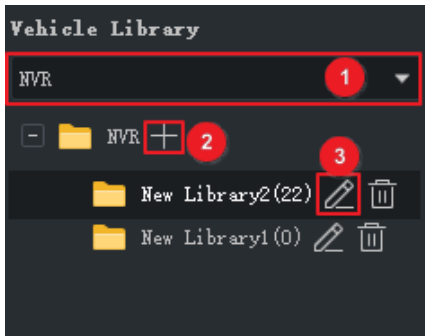 Vehicle Library
NVR
1
NVR
2
3
New Library2(22)
New Library1(0)